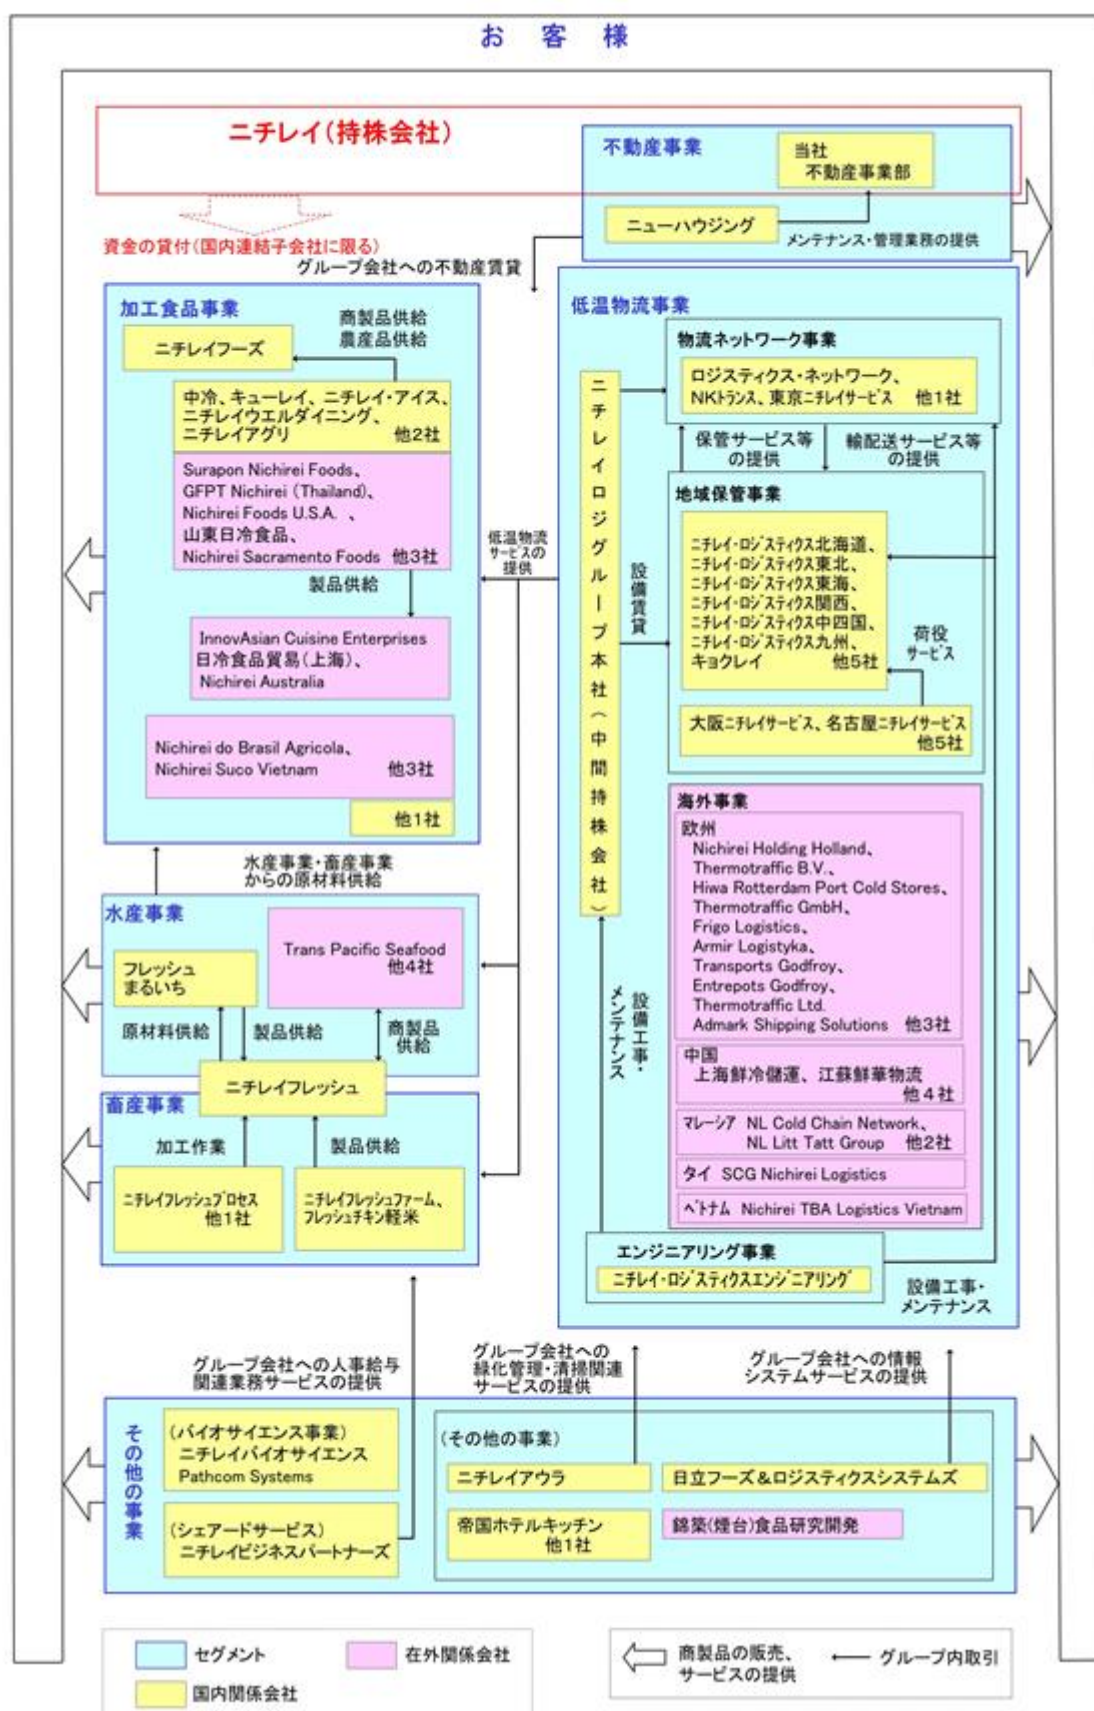 お 客 様
ニチレイ(持株会社)
不動産事業
当社
不動産事業部
ニューハウジング
メンテナンス・管理業務の提供
資金の貸付(国内連結子会社に限る)
グループ会社への不動産賃貸
加工食品事業
商製品供給
農産品供給
ニチレイフーズ
中冷、キューレイ、ニチレイ・アイス、
ニチレイウエルダイニング、
ニチレイアグリ 他2社
Surapon Nichirei Foods、
GFPT Nichirei (Thailand)、
Nichirei Foods U.S.A. 、
山東日冷食品、
Nichirei Sacramento Foods 他3社
製品供給
InnovAsian Cuisine Enterprises
日冷食品貿易(上海)、
Nichirei Australia
Nichirei do Brasil Agricola、
Nichirei Suco Vietnam 他3社
他1社
低温物流
サービスの
提供
水産事業・畜産事業
からの原材料供給
水産事業
フレッシュ
まるいち
Trans Pacific Seafood
他4社
原材料供給
製品供給
商製品
供給
ニチレイフレッシュ
畜産事業
加工作業
製品供給
ニチレイフレッシュプロセス
他1社
ニチレイフレッシュファーム、
フレッシュチキン軽米
低温物流事業
ニチレイロジグループ本社(中間持株会社)
物流ネットワーク事業
ロジスティクス・ネットワーク、
NKトランス、東京ニチレイサービス 他1社
保管サービス等
の提供
輸配送サービス等
の提供
設備賃貸
地域保管事業
ニチレイ・ロジスティクス北海道、
ニチレイ・ロジスティクス東北、
ニチレイ・ロジスティクス東海、
ニチレイ・ロジスティクス関西、
ニチレイ・ロジスティクス中四国、
ニチレイ・ロジスティクス九州、
キョクレイ 他5社
荷役
サービス
大阪ニチレイサービス、名古屋ニチレイサービス
他5社
海外事業
欧州
Nichirei Holding Holland、
Thermotraffic B.V.、
Hiwa Rotterdam Port Cold Stores、
Thermotraffic GmbH、
Frigo Logistics、
Armir Logistyka、
Transports Godfroy、
Entrepots Godfroy、
Thermotraffic Ltd.
Admark Shipping Solutions 他3社
中国
上海鮮冷儲運、江蘇鮮華物流
他4社
マレーシア NL Cold Chain Network、
NL Litt Tatt Group 他2社
タイ SCG Nichirei Logistics
ベトナム Nichirei TBA Logistics Vietnam
設備工事・
メンテナンス
エンジニアリング事業
ニチレイ・ロジスティクスエンジニアリング
設備工事・
メンテナンス
グループ会社への人事給与
関連業務サービスの提供
グループ会社への
緑化管理・清掃関連
サービスの提供
グループ会社への情報
システムサービスの提供
その他の事業
(バイオサイエンス事業)
ニチレイバイオサイエンス
Pathcom Systems
(シェアードサービス)
ニチレイビジネスパートナーズ
(その他の事業)
ニチレイアウラ
日立フーズ&ロジスティクスシステムズ
帝国ホテルキッチン
他1社
錦築(煙台)食品研究開発
セグメント
在外関係会社
国内関係会社
商製品の販売、
サービスの提供
グループ内取引